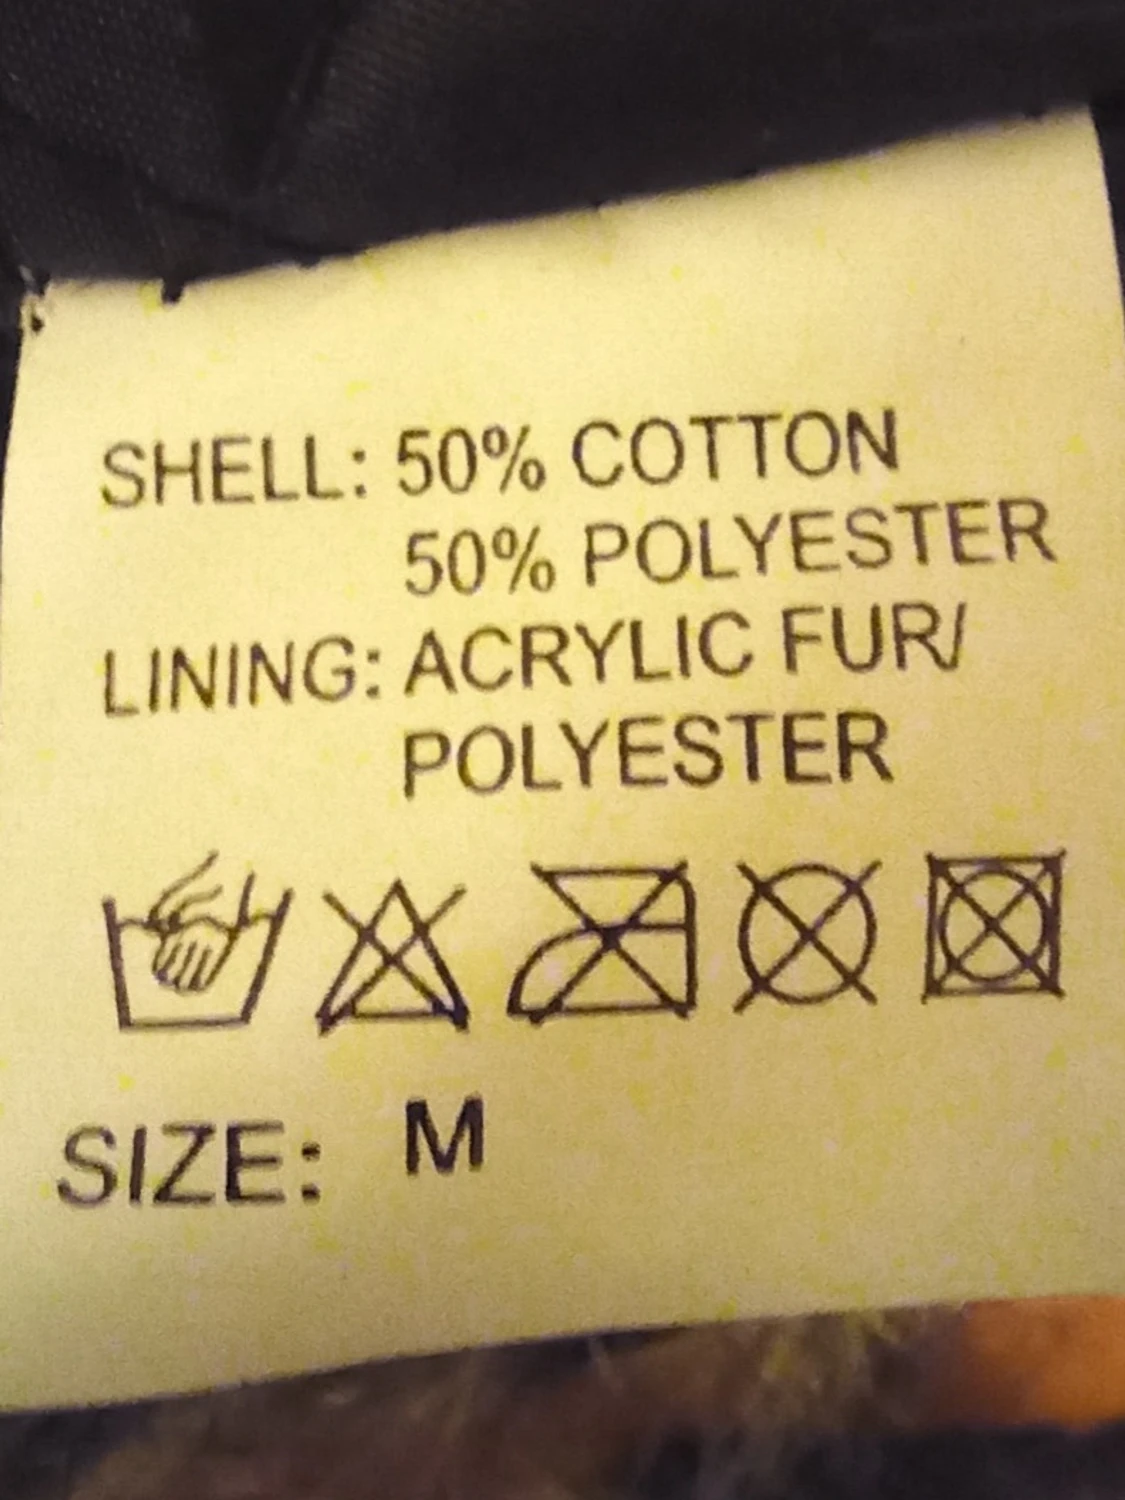 SHELL: 50% COTTON
50% POLYESTER
LINING: ACRYLIC FUR/
POLYESTER
SIZE: M